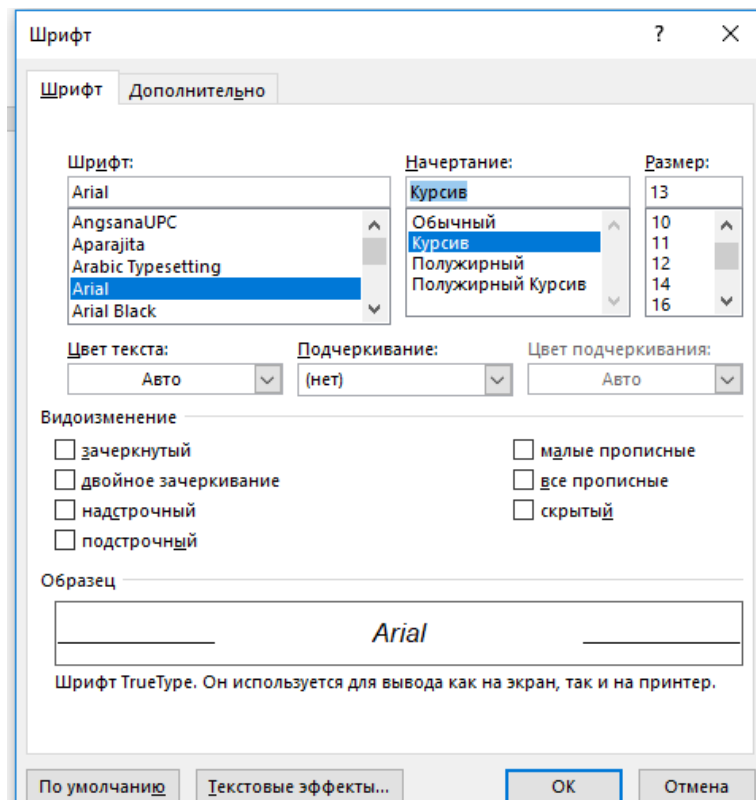 Шрифт ?
Шрифт Дополнительно
Шрифт: Начертание: Размер:
Arial Курсив 13
AngsanaUPC Обычный 10
Aparajita Курсив 11
Arabic Typesetting Полужирный 12
Arial Полужирный Курсив 14
Arial Black 16
Цвет текста: Подчеркивание: Цвет подчеркивания:
Авто (нет) Авто
Видоизменение
зачеркнутый малые прописные
двойное зачеркивание все прописные
надстрочный скрытый
подстрочный
Образец
Arial
Шрифт TrueType. Он используется для вывода как на экран, так и на принтер.
По умолчанию Текстовые эффекты... ОК Отмена